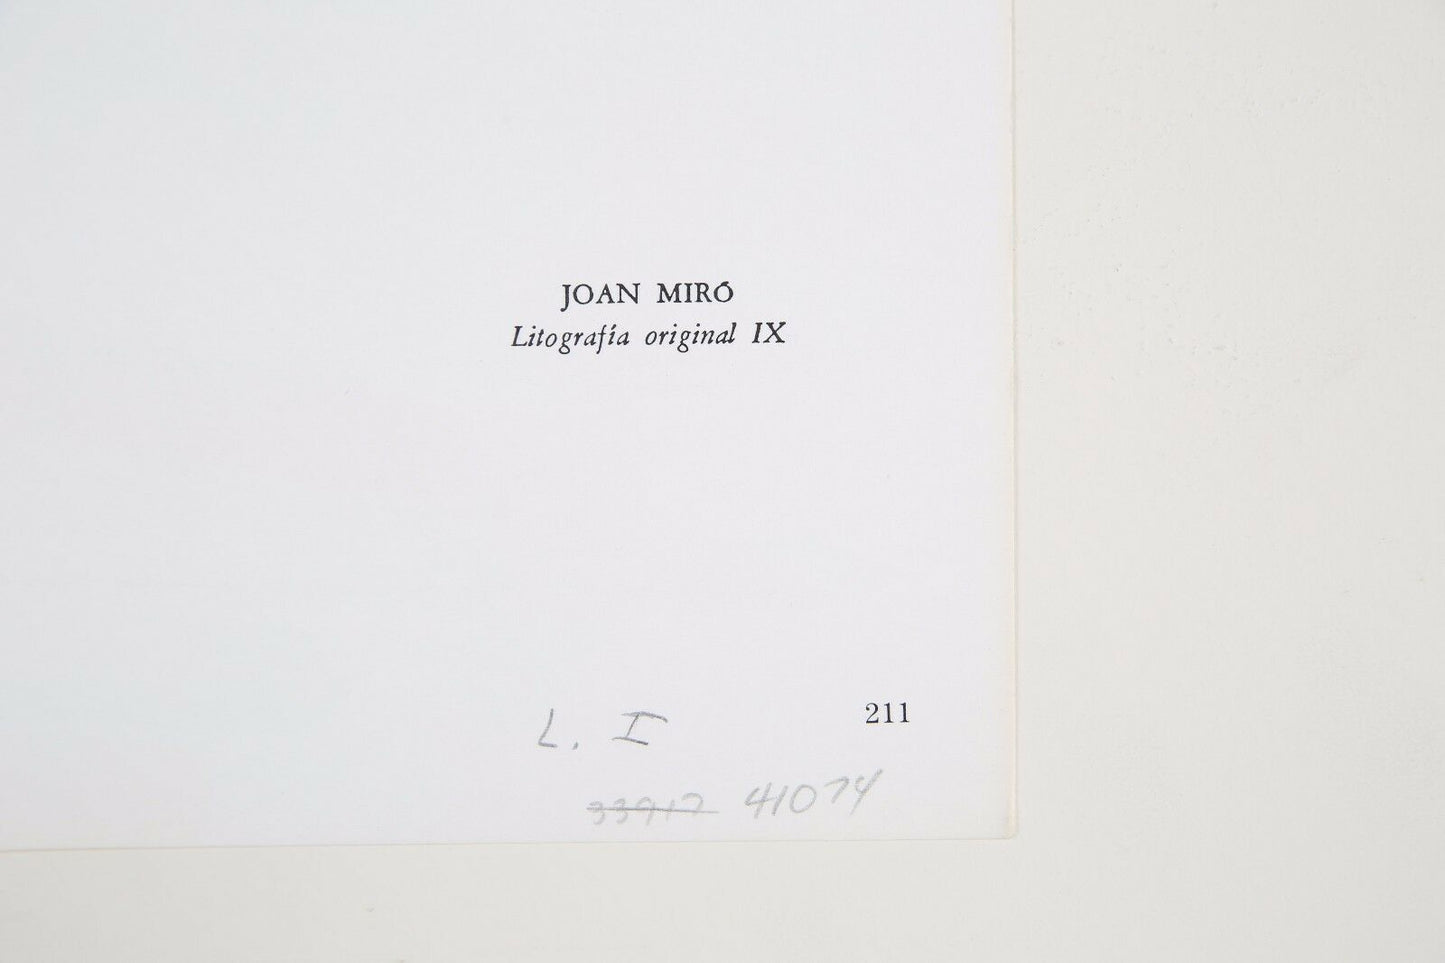 JOAN MIRÓ
Litografía original IX
211
L. I
33917 41074